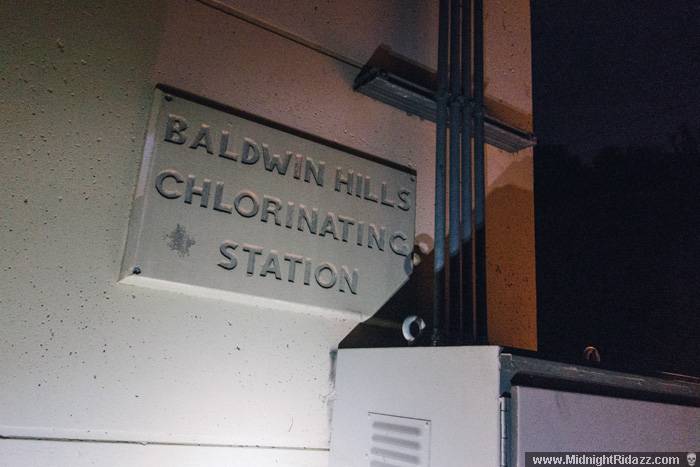 BALDWIN HILLS
CHLORINATING
STATION
www.MidnightRidazz.com